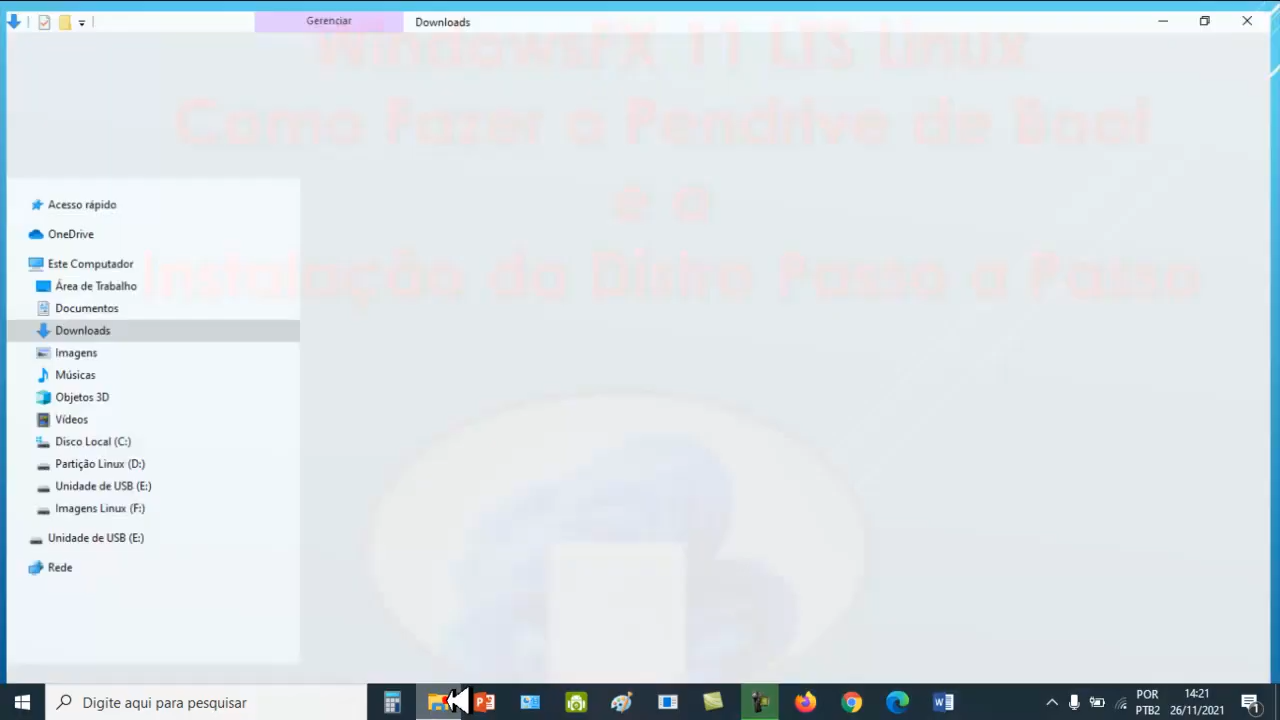 Gerenciar
Downloads
WindowsFX 11 LTS Linux
Como Fazer o Pendrive de Boot
e a
Instalação da Distro Passo a Passo
Acesso rápido
OneDrive
Este Computador
Área de Trabalho
Documentos
Downloads
Imagens
Músicas
Objetos 3D
Vídeos
Disco Local (C:)
Partição Linux (D:)
Unidade de USB (E:)
Imagens Linux (F:)
Unidade de USB (E:)
Rede
Digite aqui para pesquisar
POR
PTB2
14:21
26/11/2021